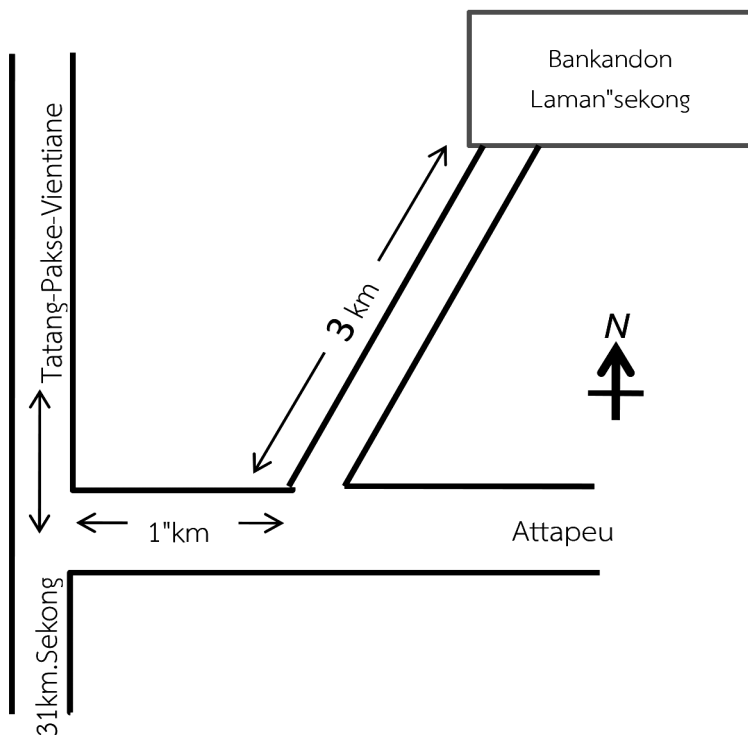 Bankandon
Laman"sekong
Tatang-Pakse-Vientiane
3 km
N
1"km
Attapeu
31km.Sekong